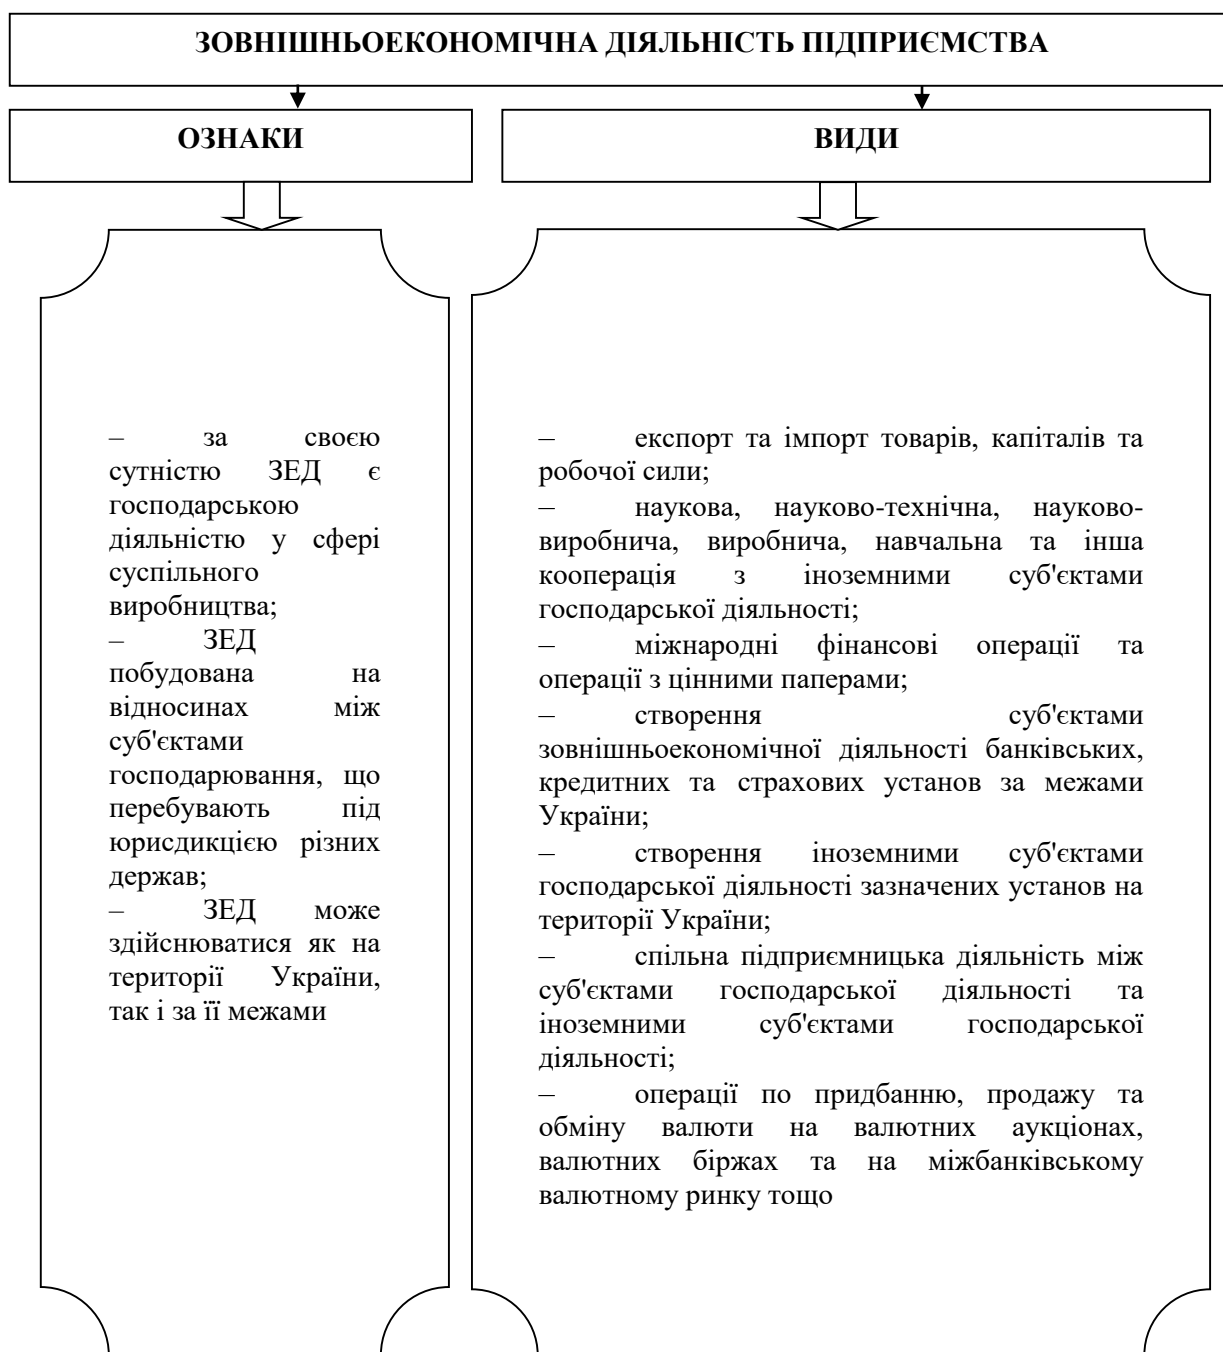 ЗОВНІШНЬОЕКОНОМІЧНА ДІЯЛЬНІСТЬ ПІДПРИЄМСТВА
ОЗНАКИ
– за своєю
сутністю ЗЕД є
господарською
діяльністю у сфері
суспільного
виробництва;
– ЗЕД
побудована на
відносинах між
суб'єктами
господарювання, що
перебувають під
юрисдикцією різних
держав;
– ЗЕД може
здійснюватися як на
території України,
так і за її межами
ВИДИ
– експорт та імпорт товарів, капіталів та
робочої сили;
– наукова, науково-технічна, науково-
виробнича, виробнича, навчальна та інша
кооперація з іноземними суб'єктами
господарської діяльності;
– міжнародні фінансові операції та
операції з цінними паперами;
– створення суб'єктами
зовнішньоекономічної діяльності банківських,
кредитних та страхових установ за межами
України;
– створення іноземними суб'єктами
господарської діяльності зазначених установ на
території України;
– спільна підприємницька діяльність між
суб'єктами господарської діяльності та
іноземними суб'єктами господарської
діяльності;
– операції по придбанню, продажу та
обміну валюти на валютних аукціонах,
валютних біржах та на міжбанківському
валютному ринку тощо